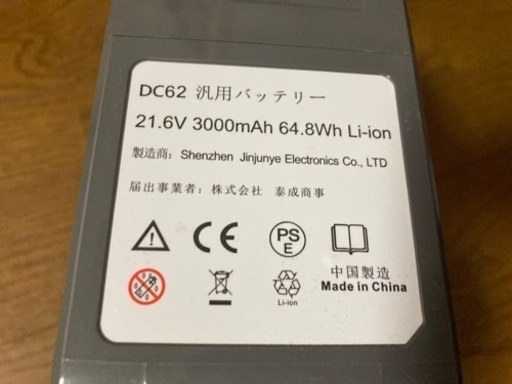 DC62 汎用バッテリー
21.6V 3000mAh 64.8Wh Li-ion
製造商：Shenzhen Jinjunye Electronics Co., LTD
届出事業者：株式会社 泰成商事
CE
PS
E
Li-ion
中国製造
Made in China